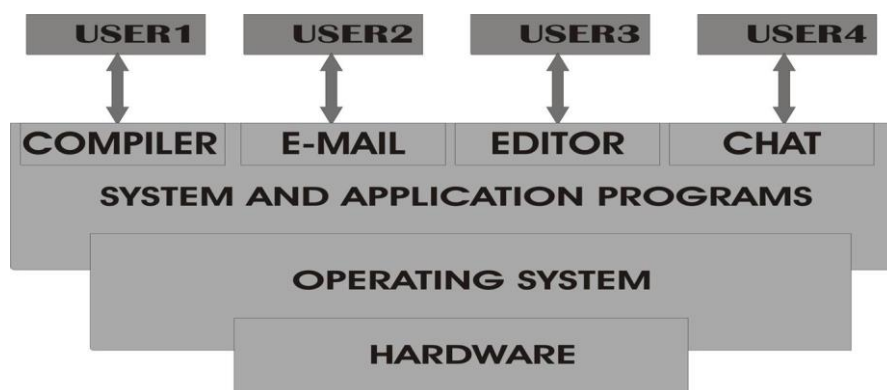 USER1 USER2 USER3 USER4
COMPILER E-MAIL EDITOR CHAT
SYSTEM AND APPLICATION PROGRAMS
OPERATING SYSTEM
HARDWARE